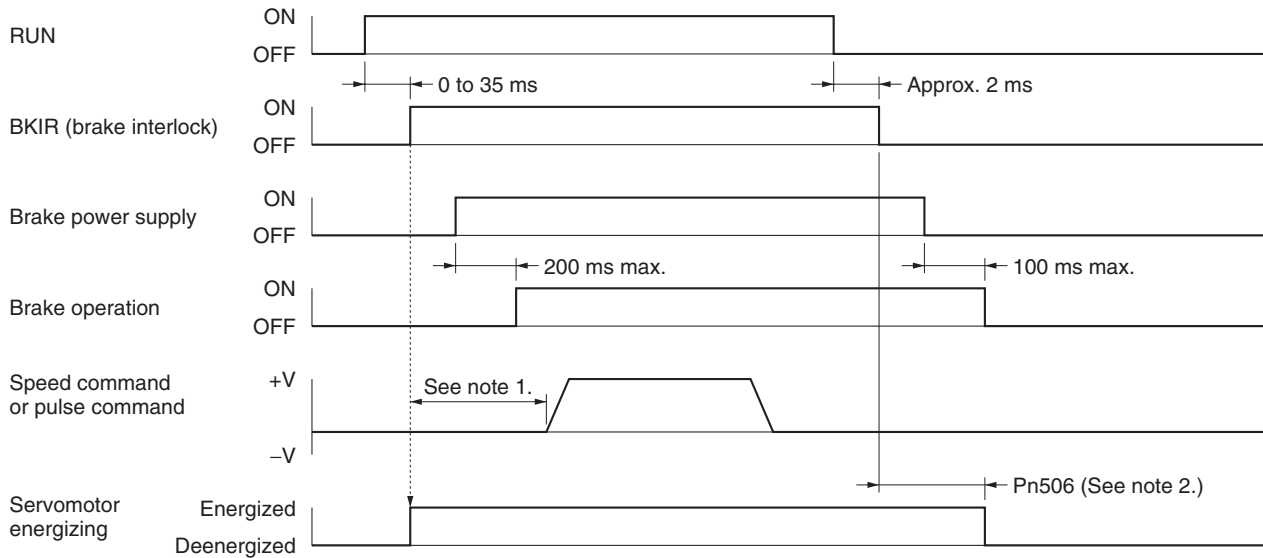 RUN
ON
OFF
0 to 35 ms
Approx. 2 ms
BKIR (brake interlock)
ON
OFF
Brake power supply
ON
OFF
200 ms max.
100 ms max.
Brake operation
ON
OFF
Speed command
or pulse command
+V
See note 1.
−V
Pn506 (See note 2.)
Servomotor
energizing
Energized
Deenergized